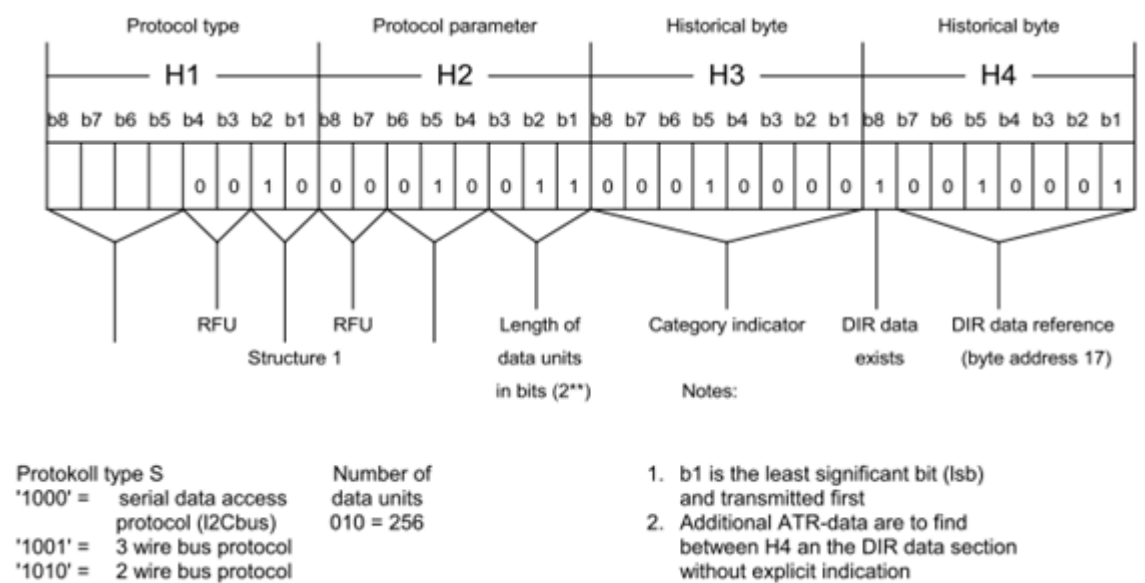 Protocol type Protocol parameter Historical byte Historical byte
H1 H2 H3 H4
b8 b7 b6 b5 b4 b3 b2 b1 b8 b7 b6 b5 b4 b3 b2 b1 b8 b7 b6 b5 b4 b3 b2 b1 b8 b7 b6 b5 b4 b3 b2 b1
0 0 1 0 0 0 0 1 0 0 1 1 0 0 0 1 0 0 0 0 1 0 0 1 0 0 0 1
RFU RFU Length of Category indicator DIR data DIR data reference
Structure 1 data units exists (byte address 17)
in bits (2**) Notes:
Protokoll type S
'1000' = serial data access
protocol (I2Cbus)
'1001' = 3 wire bus protocol
'1010' = 2 wire bus protocol
Number of
data units
010 = 256
1. b1 is the least significant bit (lsb)
and transmitted first
2. Additional ATR-data are to find
between H4 an the DIR data section
without explicit indication